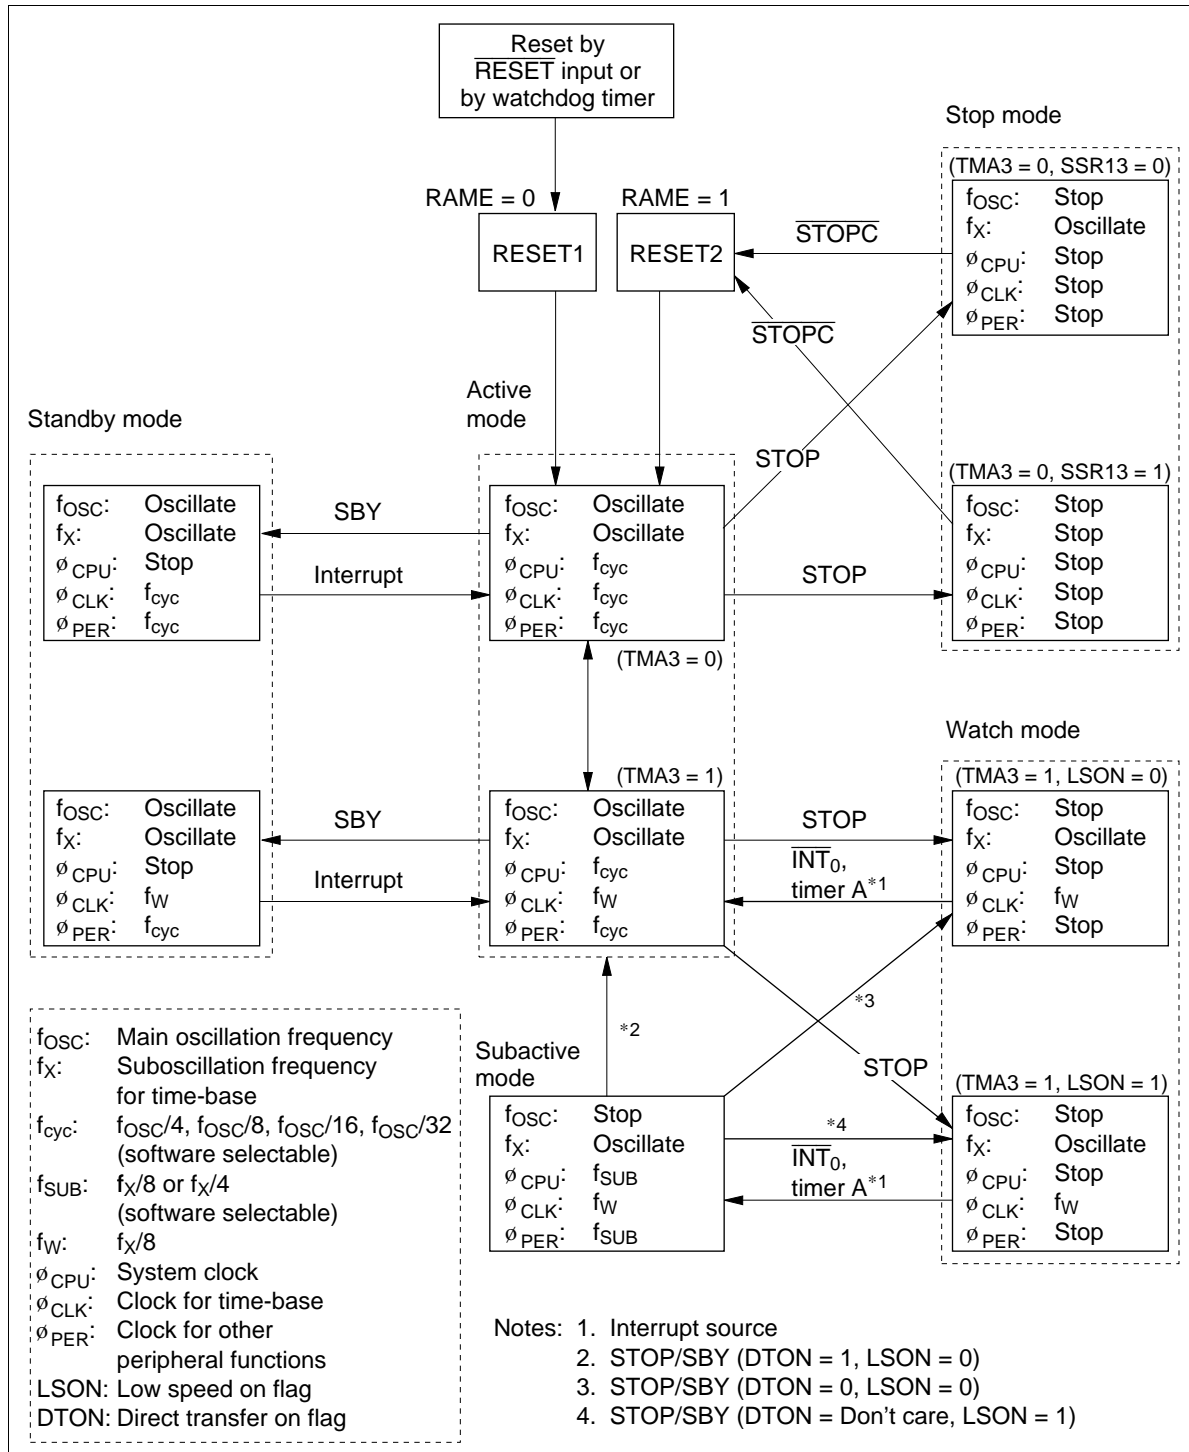 Reset by
RESET input or
by watchdog timer
RAME = 0
RAME = 1
RESET1
RESET2
STOPC
STOPC
STOP
STOP
Stop mode
(TMA3 = 0, SSR13 = 0)
fOSC: Stop
fX: Oscillate
øCPU: Stop
øCLK: Stop
øPER: Stop
(TMA3 = 0, SSR13 = 1)
fOSC: Stop
fX: Stop
øCPU: Stop
øCLK: Stop
øPER: Stop
Standby mode
fOSC: Oscillate
fX: Oscillate
øCPU: Stop
øCLK: fcyc
øPER: fcyc
SBY
Interrupt
Active
mode
fOSC: Oscillate
fX: Oscillate
øCPU: fcyc
øCLK: fcyc
øPER: fcyc
(TMA3 = 0)
fOSC: Oscillate
fX: Oscillate
øCPU: Stop
øCLK: fW
øPER: fcyc
SBY
Interrupt
(TMA3 = 1)
fOSC: Oscillate
fX: Oscillate
øCPU: fcyc
øCLK: fW
øPER: fcyc
STOP
INT0,
timer A*1
Watch mode
(TMA3 = 1, LSON = 0)
fOSC: Stop
fX: Oscillate
øCPU: Stop
øCLK: fW
øPER: Stop
*2
*3
STOP
Subactive
mode
fOSC: Stop
fX: Oscillate
øCPU: fSUB
øCLK: fW
øPER: fSUB
*4
INT0,
timer A*1
(TMA3 = 1, LSON = 1)
fOSC: Stop
fX: Oscillate
øCPU: Stop
øCLK: fW
øPER: Stop
fOSC: Main oscillation frequency
fX: Suboscillation frequency
for time-base
fcyc: fOSC/4, fOSC/8, fOSC/16, fOSC/32
(software selectable)
fSUB: fX/8 or fX/4
(software selectable)
fW: fX/8
øCPU: System clock
øCLK: Clock for time-base
øPER: Clock for other
peripheral functions
LSON: Low speed on flag
DTON: Direct transfer on flag
Notes: 1. Interrupt source
2. STOP/SBY (DTON = 1, LSON = 0)
3. STOP/SBY (DTON = 0, LSON = 0)
4. STOP/SBY (DTON = Don't care, LSON = 1)